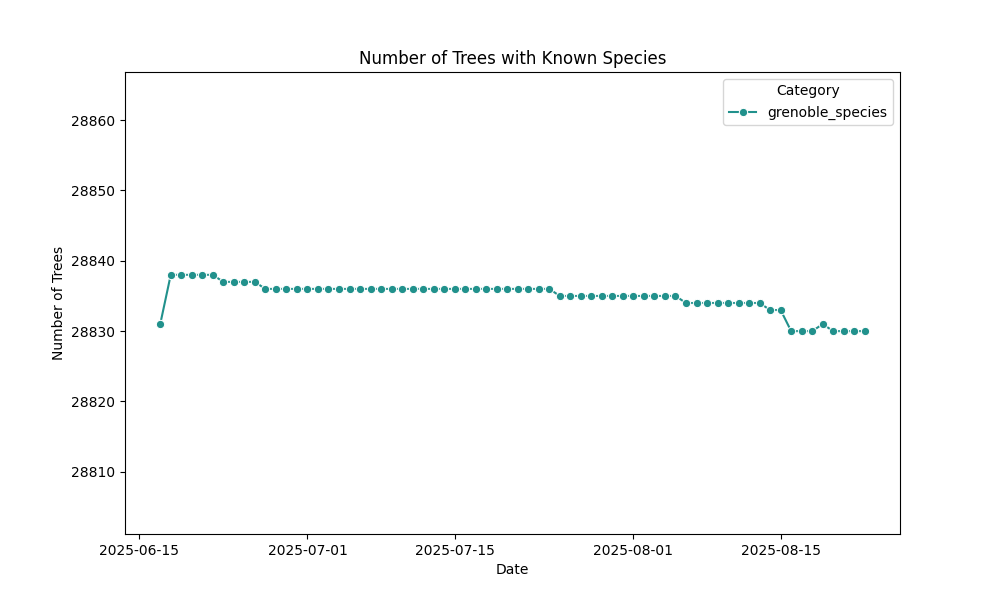 Number of Trees with Known Species
Category
grenoble_species
28860
28850
28840
28830
28820
28810
Number of Trees
2025-06-15
2025-07-01
2025-07-15
2025-08-01
2025-08-15
Date